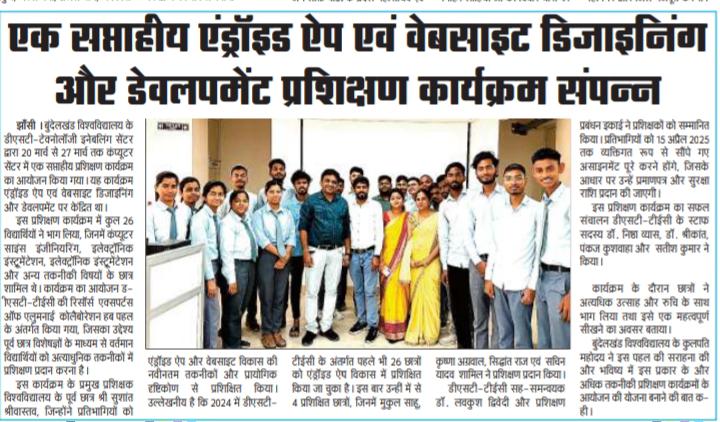 एक सप्ताहीय एंड्रॉइड ऐप एवं वेबसाइट डिजाइनिंग
और डेवलपमेंट प्रशिक्षण कार्यक्रम संपन्न
झाँसी । बुंदेलखंड विश्वविद्यालय के
डीएसटी-टेक्नोलॉजी इनेबलिंग सेंटर
द्वारा 20 मार्च से 27 मार्च तक कंप्यूटर
सेंटर में एक सप्ताहीय प्रशिक्षण कार्यक्रम
का आयोजन किया गया। यह कार्यक्रम
एंड्रॉइड ऐप एवं वेबसाइट डिजाइनिंग
और डेवलपमेंट पर केंद्रित था।
इस प्रशिक्षण कार्यक्रम में कुल 26
विद्यार्थियों ने भाग लिया, जिनमें कंप्यूटर
साइंस इंजीनियरिंग, इलेक्ट्रॉनिक
इंस्ट्रूमेंटेशन, इलेक्ट्रॉनिक इंस्ट्रूमेंटेशन
और अन्य तकनीकी विषयों के छात्र
शामिल थे। कार्यक्रम का आयोजन ड-
ीएसटी-टीईसी की रिसोर्स एक्सपर्ट्स
ऑफ एलुमनाई कोलैबोरेशन हब पहल
के अंतर्गत किया गया, जिसका उद्देश्य
पूर्व छात्र विशेषज्ञों के माध्यम से वर्तमान
विद्यार्थियों को अत्याधुनिक तकनीकों में
प्रशिक्षण प्रदान करना है।
इस कार्यक्रम के प्रमुख प्रशिक्षक
विश्वविद्यालय के पूर्व छात्र श्री सुशांत
श्रीवास्तव, जिन्होंने प्रतिभागियों को
एंड्रॉइड ऐप और वेबसाइट विकास की
नवीनतम तकनीकों और प्रायोगिक
दृष्टिकोण से प्रशिक्षित किया।
उल्लेखनीय है कि 2024 में डीएसटी-
टीईसी के अंतर्गत पहले भी 26 छात्रों
को एंड्रॉइड ऐप विकास में प्रशिक्षित
किया जा चुका है। इस बार उन्हीं में से
4 प्रशिक्षित छात्रों, जिनमें मुकुल साहू,
कृष्णा अग्रवाल, सिद्धांत राज एवं सचिन
यादव शामिल ने प्रशिक्षण प्रदान किया।
डीएसटी-टीईसी सह-समन्वयक
डॉ. लवकुश द्विवेदी और प्रशिक्षण
प्रबंधन इकाई ने प्रशिक्षकों को सम्मानित
किया। प्रतिभागियों को 15 अप्रैल 2025
तक व्यक्तिगत रूप से सौंपे गए
असाइनमेंट पूरे करने होंगे, जिसके
आधार पर उन्हें प्रमाणपत्र और सुरक्षा
राशि प्रदान की जाएगी।
इस प्रशिक्षण कार्यक्रम का सफल
संचालन डीएसटी-टीईसी के स्टाफ
सदस्य डॉ. निष्ठा व्यास, डॉ. श्रीकांत,
पंकज कुशवाहा और सतीश कुमार ने
किया।
कार्यक्रम के दौरान छात्रों ने
अत्यधिक उत्साह और रुचि के साथ
भाग लिया तथा इसे एक महत्वपूर्ण
सीखने का अवसर बताया।
बुंदेलखंड विश्वविद्यालय के कुलपति
महोदय ने इस पहल की सराहना की
और भविष्य में इस प्रकार के और
अधिक तकनीकी प्रशिक्षण कार्यक्रमों के
आयोजन की योजना बनाने की बात क-
ही।